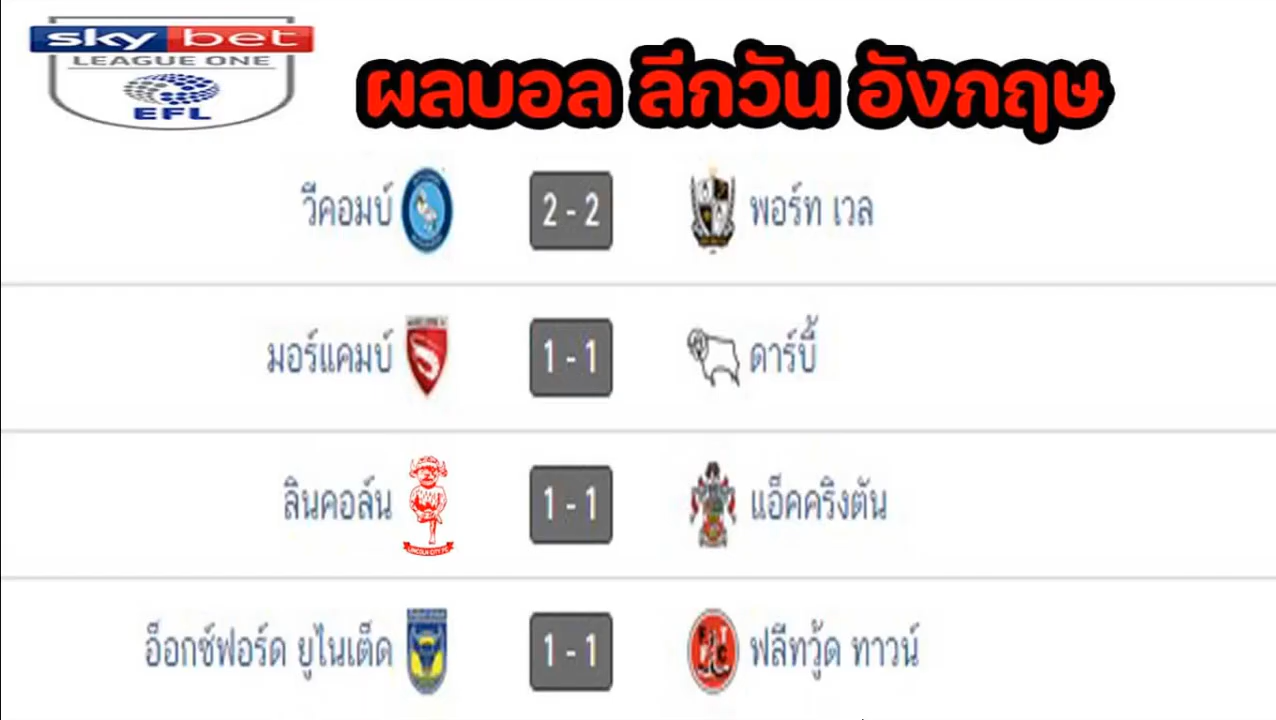 sky bet
LEAGUE ONE
EFL
ผลบอล ลีกวัน อังกฤษ
วีคอมบ์ 2 - 2 พอร์ท เวล
มอร์แคมบ์ 1 - 1 ดาร์บี้
ลินคอล์น 1 - 1 แอ็คคริงตัน
LINCOLN CITY FC
อ็อกซ์ฟอร์ด ยูไนเต็ด 1 - 1 ฟลีทวู้ด ทาวน์